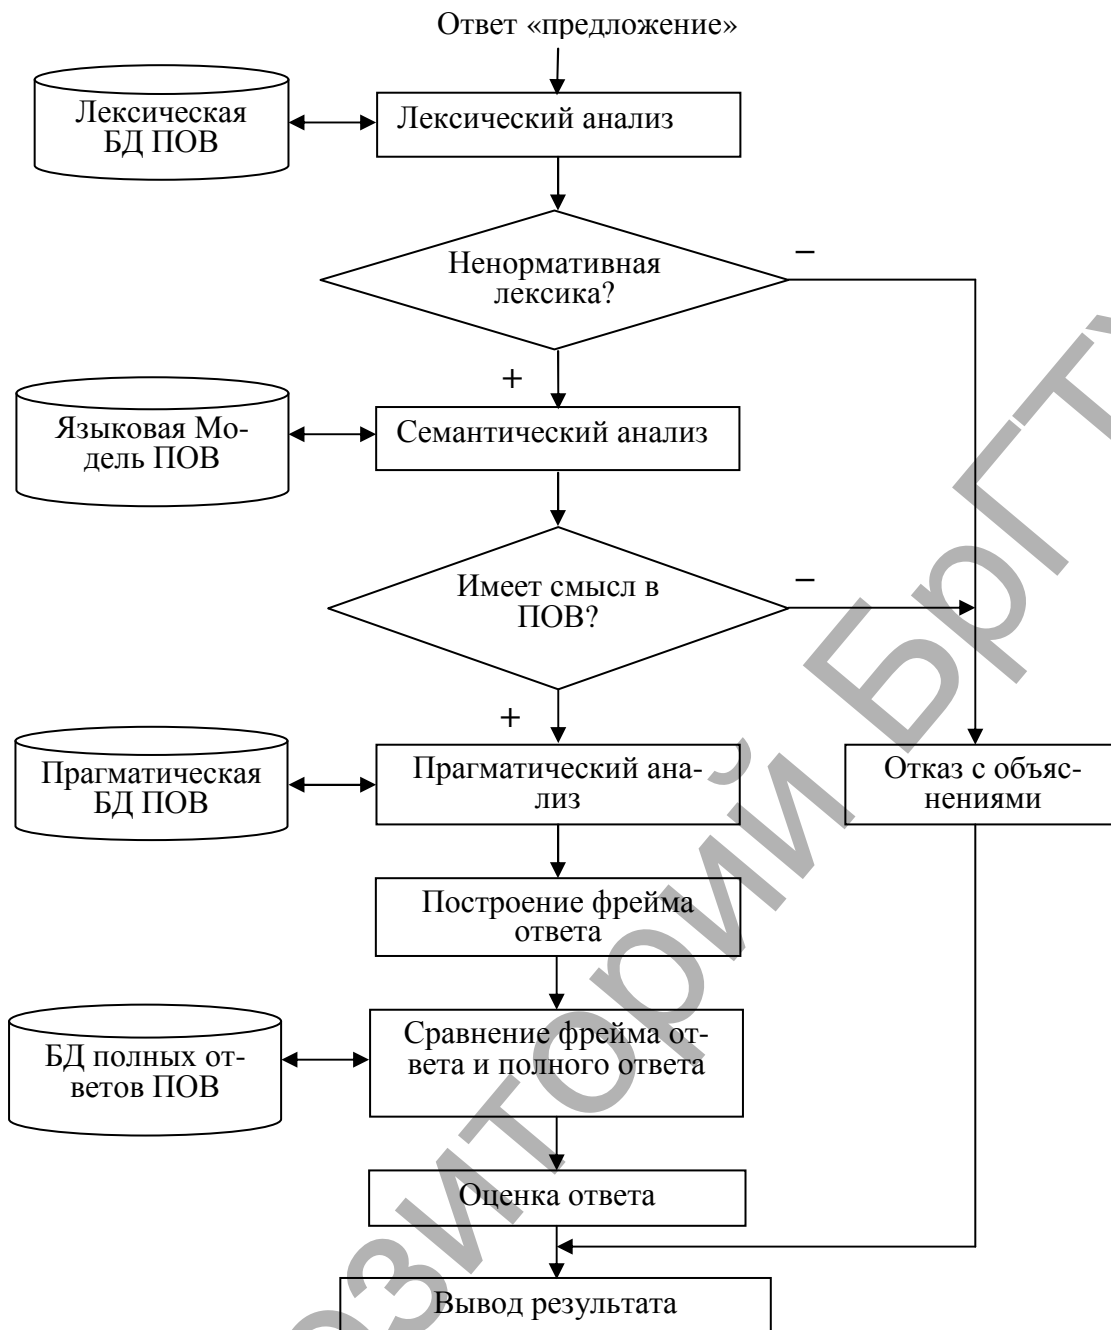 Ответ «предложение»
Лексическая
БД ПОВ
Лексический анализ
Ненормативная
лексика?
–
+
Языковая Мо-
дель ПОВ
Семантический анализ
Имеет смысл в
ПОВ?
–
+
Прагматическая
БД ПОВ
Прагматический ана-
лиз
Отказ с объяс-
нениями
Построение фрейма
ответа
БД полных от-
ветов ПОВ
Сравнение фрейма от-
вета и полного ответа
Оценка ответа
Вывод результата
озиторий БрГТУ